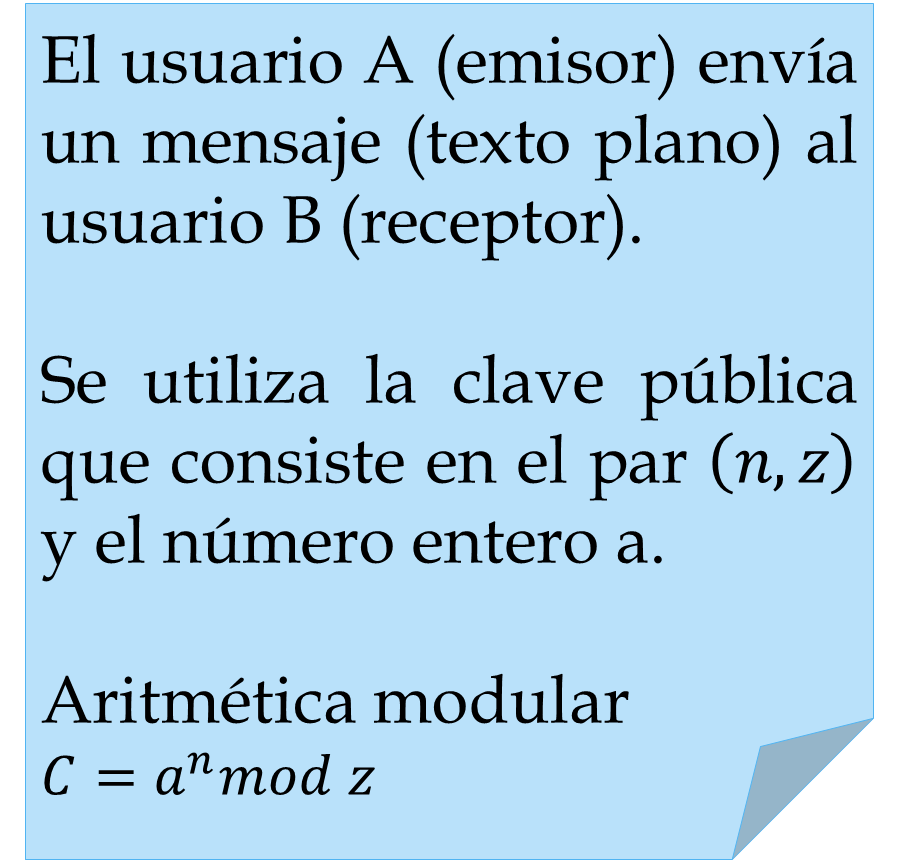 El usuario A (emisor) envía
un mensaje (texto plano) al
usuario B (receptor).
Se utiliza la clave pública
que consiste en el par (n, z)
y el número entero a.
Aritmética modular
C = aⁿmod z